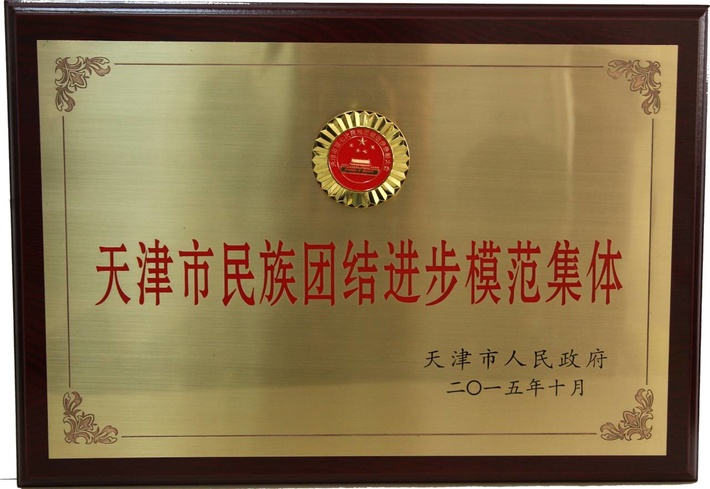 天津市民族团结进步模范集体
天津市人民政府
二〇一五年十月